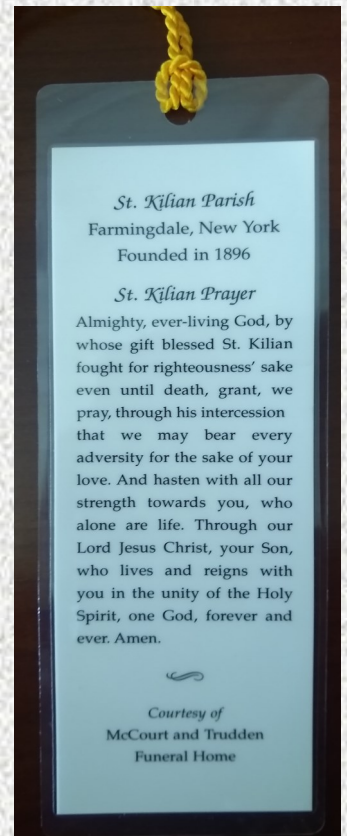 St. Kilian Parish
Farmingdale, New York
Founded in 1896
St. Kilian Prayer
Almighty, ever-living God, by
whose gift blessed St. Kilian
fought for righteousness' sake
even until death, grant, we
pray, through his intercession
that we may bear every
adversity for the sake of your
love. And hasten with all our
strength towards you, who
alone are life. Through our
Lord Jesus Christ, your Son,
who lives and reigns with
you in the unity of the Holy
Spirit, one God, forever and
ever. Amen.
Courtesy of
McCourt and Trudden
Funeral Home